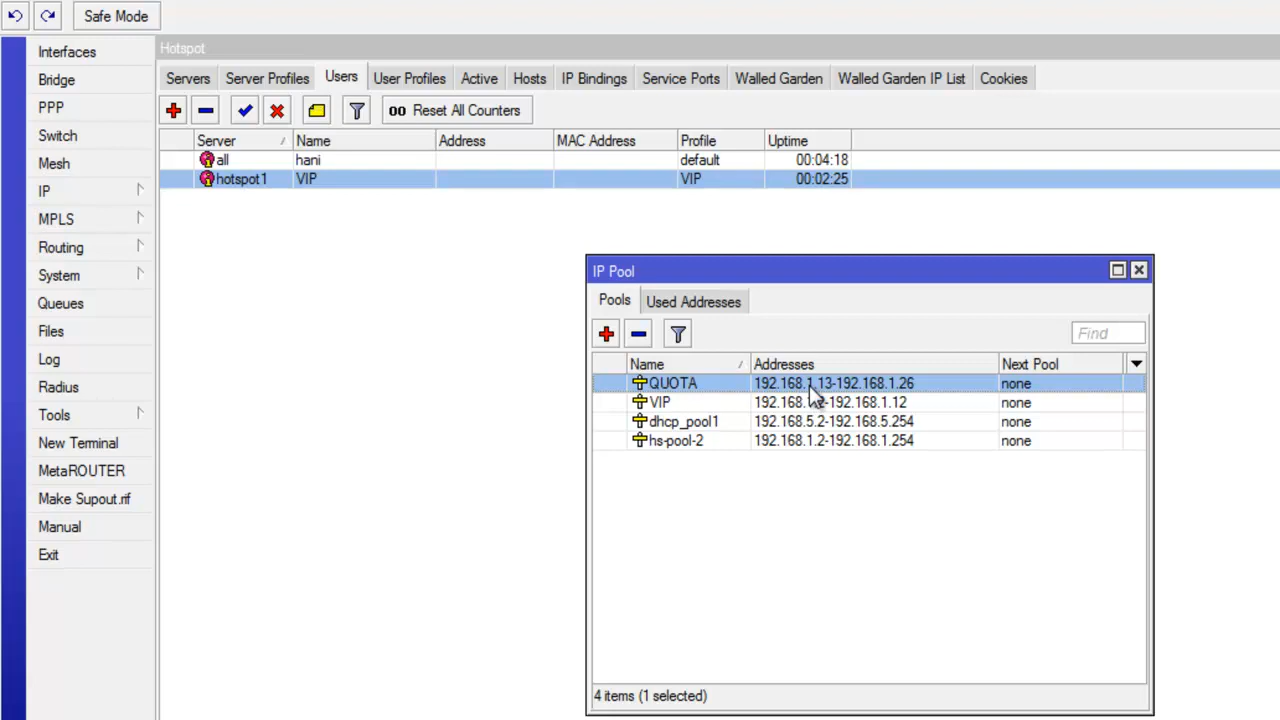 Safe Mode
Interfaces
Bridge
PPP
Switch
Mesh
IP
MPLS
Routing
System
Queues
Files
Log
Radius
Tools
New Terminal
MetaROUTER
Make Supout.rif
Manual
Exit
Hotspot
Servers Server Profiles Users User Profiles Active Hosts IP Bindings Service Ports Walled Garden Walled Garden IP List Cookies
00 Reset All Counters
Server / Name Address MAC Address Profile Uptime
all hani default 00:04:18
hotspot1 VIP VIP 00:02:25
IP Pool
Pools Used Addresses
Find
Name / Addresses Next Pool
QUOTA 192.168.1.13-192.168.1.26 none
VIP -192.168.1.12 none
dhcp_pool1 192.168.5.2-192.168.5.254 none
hs-pool-2 192.168.1.2-192.168.1.254 none
4 items (1 selected)